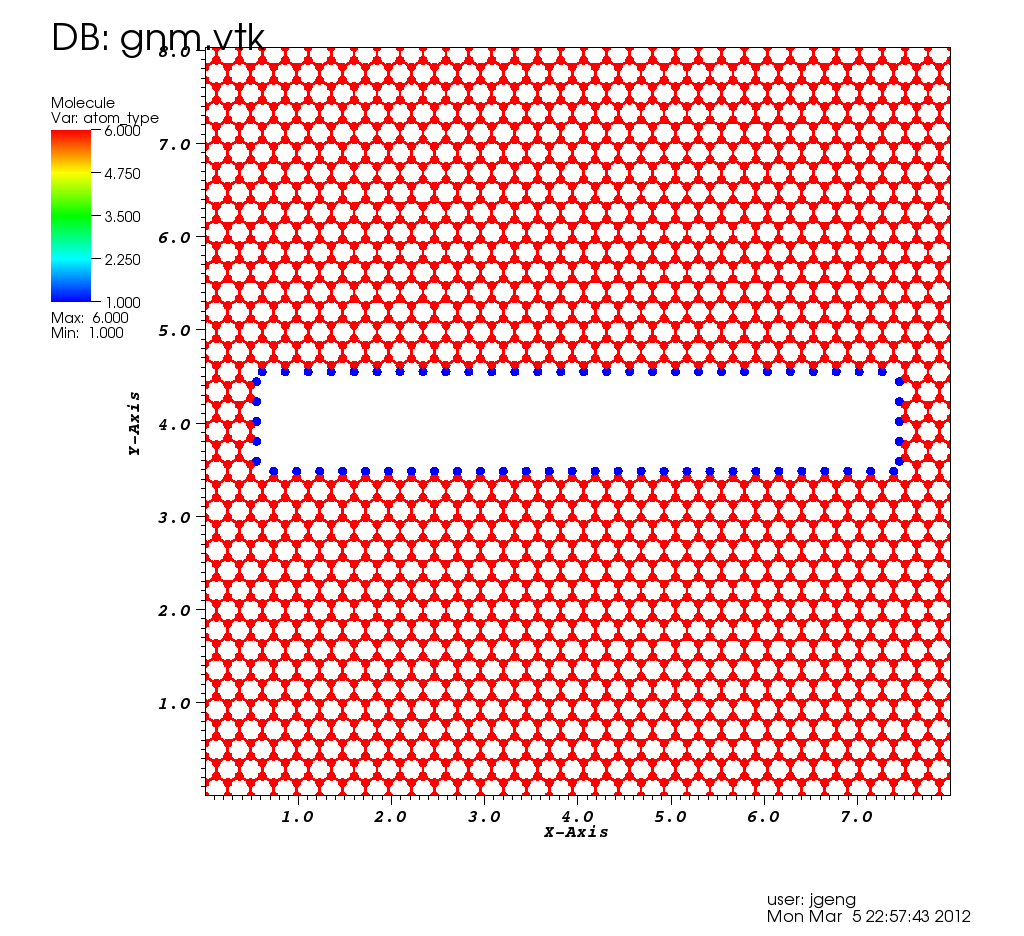 DB: gnm.vtk
Molecule
Var: atom_type
6.000
4.750
3.500
2.250
1.000
Max: 6.000
Min: 1.000
8.0
7.0
6.0
5.0
4.0
3.0
2.0
1.0
Y-Axis
1.0 2.0 3.0 4.0 5.0 6.0 7.0
X-Axis
user: jgeng
Mon Mar 5 22:57:43 2012